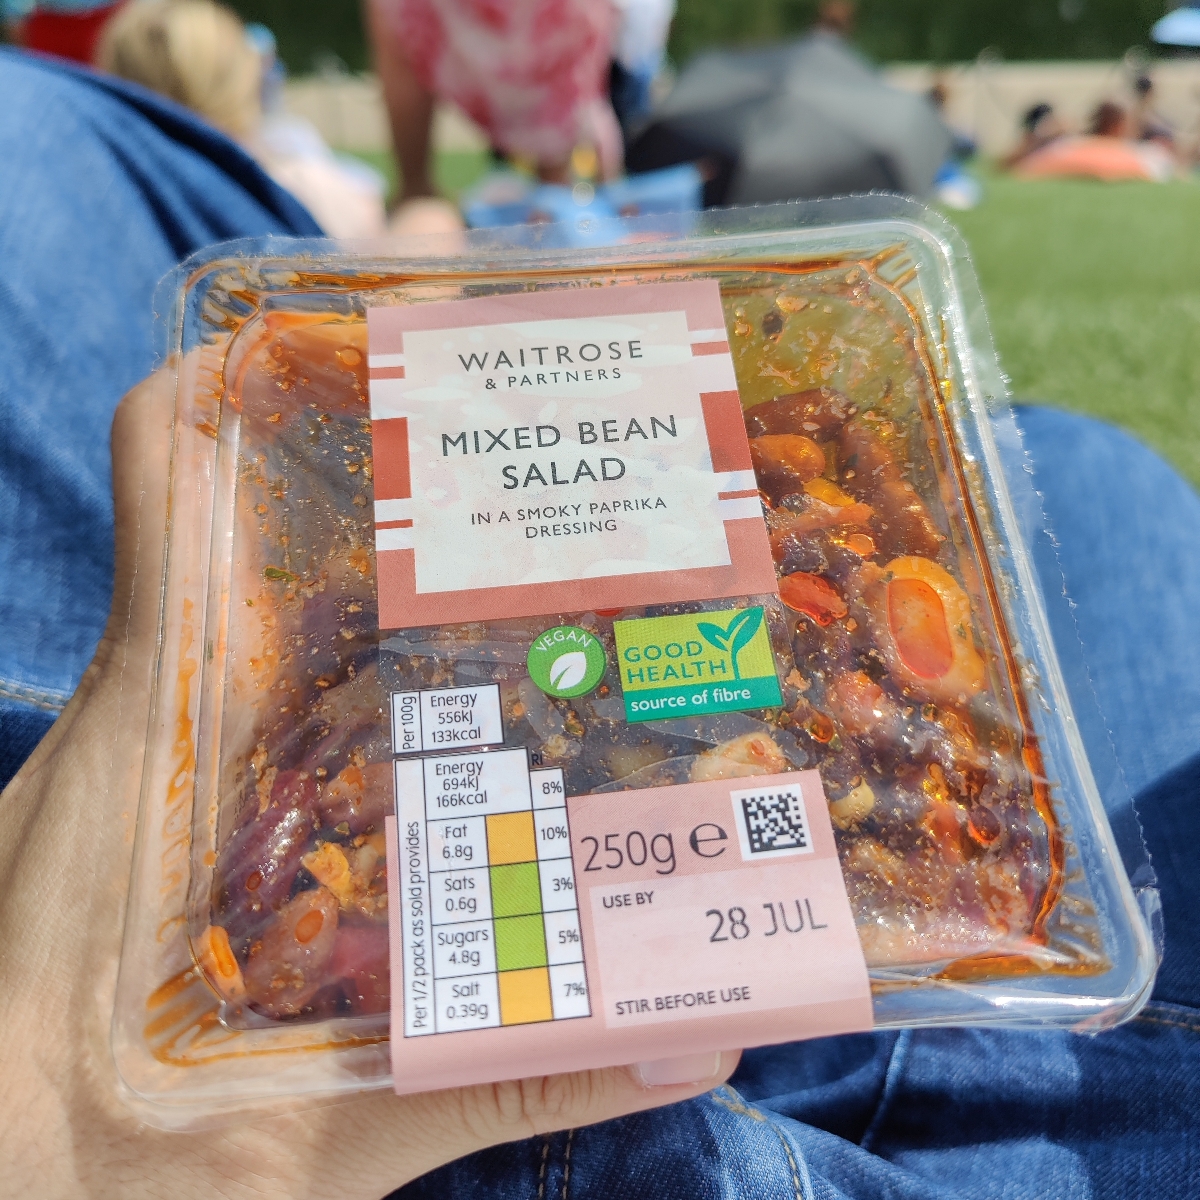 WAITROSE
& PARTNERS
MIXED BEAN
SALAD
IN A SMOKY PAPRIKA
DRESSING
VEGAN
GOOD
HEALTH
source of fibre
Per 100g
Energy
556kJ
133kcal
Per 1/2 pack as sold provides
RI
Energy
694kJ
166kcal
8%
Fat
6.8g
10%
Sats
0.6g
3%
Sugars
4.8g
5%
Salt
0.39g
7%
250g e
USE BY
28 JUL
STIR BEFORE USE